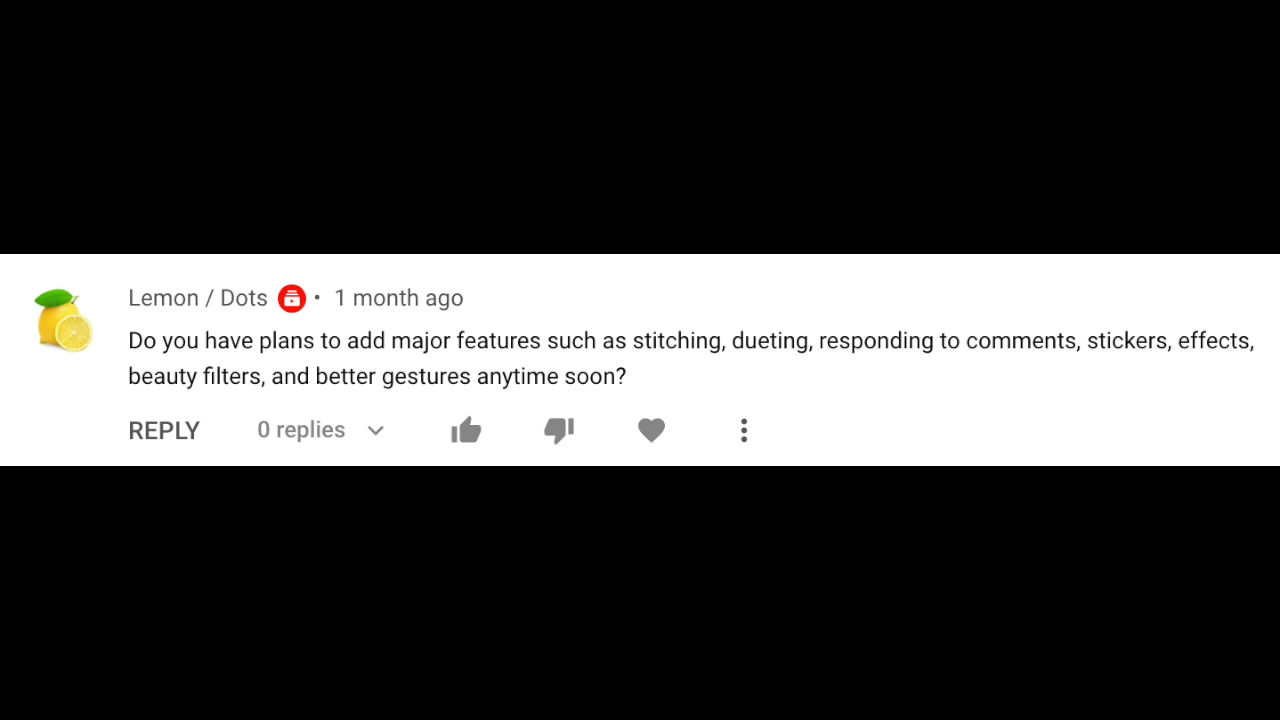 Lemon / Dots • 1 month ago
Do you have plans to add major features such as stitching, dueting, responding to comments, stickers, effects,
beauty filters, and better gestures anytime soon?
REPLY 0 replies